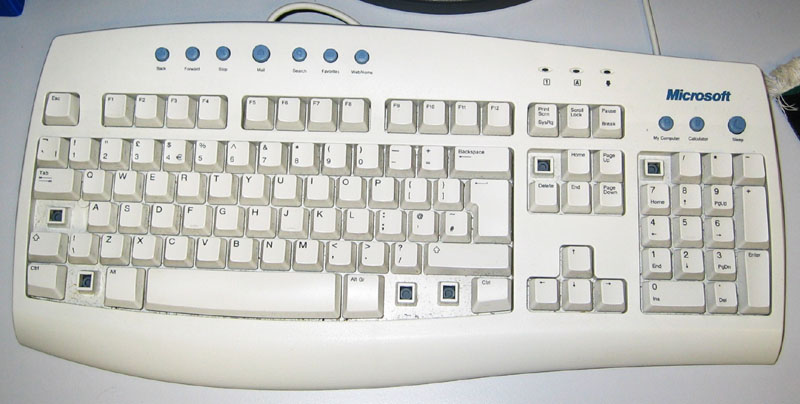 Microsoft
Back Forward Stop Mail Search Favorites Web/Home
1 A
My Computer Calculator Sleep
Esc F1 F2 F3 F4 F5 F6 F7 F8 F9 F10 F11 F12
Print Scrn SysRq Scroll Lock Pause Break
! 1 " 2 £ 3 $ 4 € % 5 ^ 6 & 7 * 8 ( 9 ) 0 _ - + = Backspace
Home Page Up
/ * -
Tab Q W E R T Y U I O P { [ } ]
Delete End Page Down
7 Home 8 ↑ 9 PgUp +
A S D F G H J K L : ; @ ~ #
4 ← 5 6 →
| \ Z X C V B N M < , > . ? /
↑
1 End 2 ↓ 3 PgDn Enter
Ctrl Alt Alt Gr Ctrl
← ↓ →
0 Ins . Del